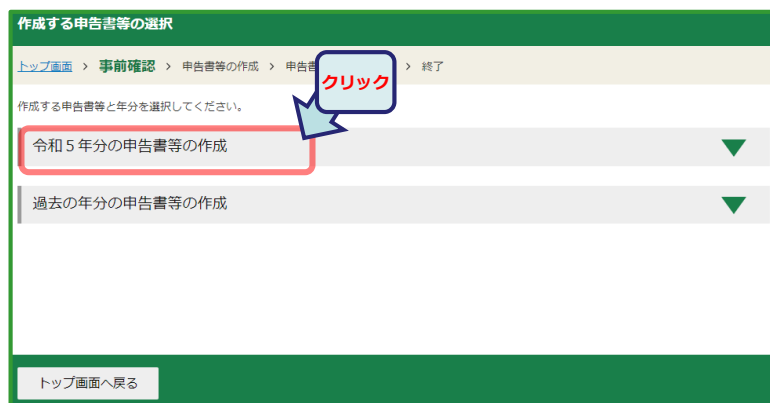 作成する申告書等の選択
トップ画面 > 事前確認 > 申告書等の作成 > 申告書 > 終了
クリック
作成する申告書等と年分を選択してください。
令和5年分の申告書等の作成
過去の年分の申告書等の作成
トップ画面へ戻る